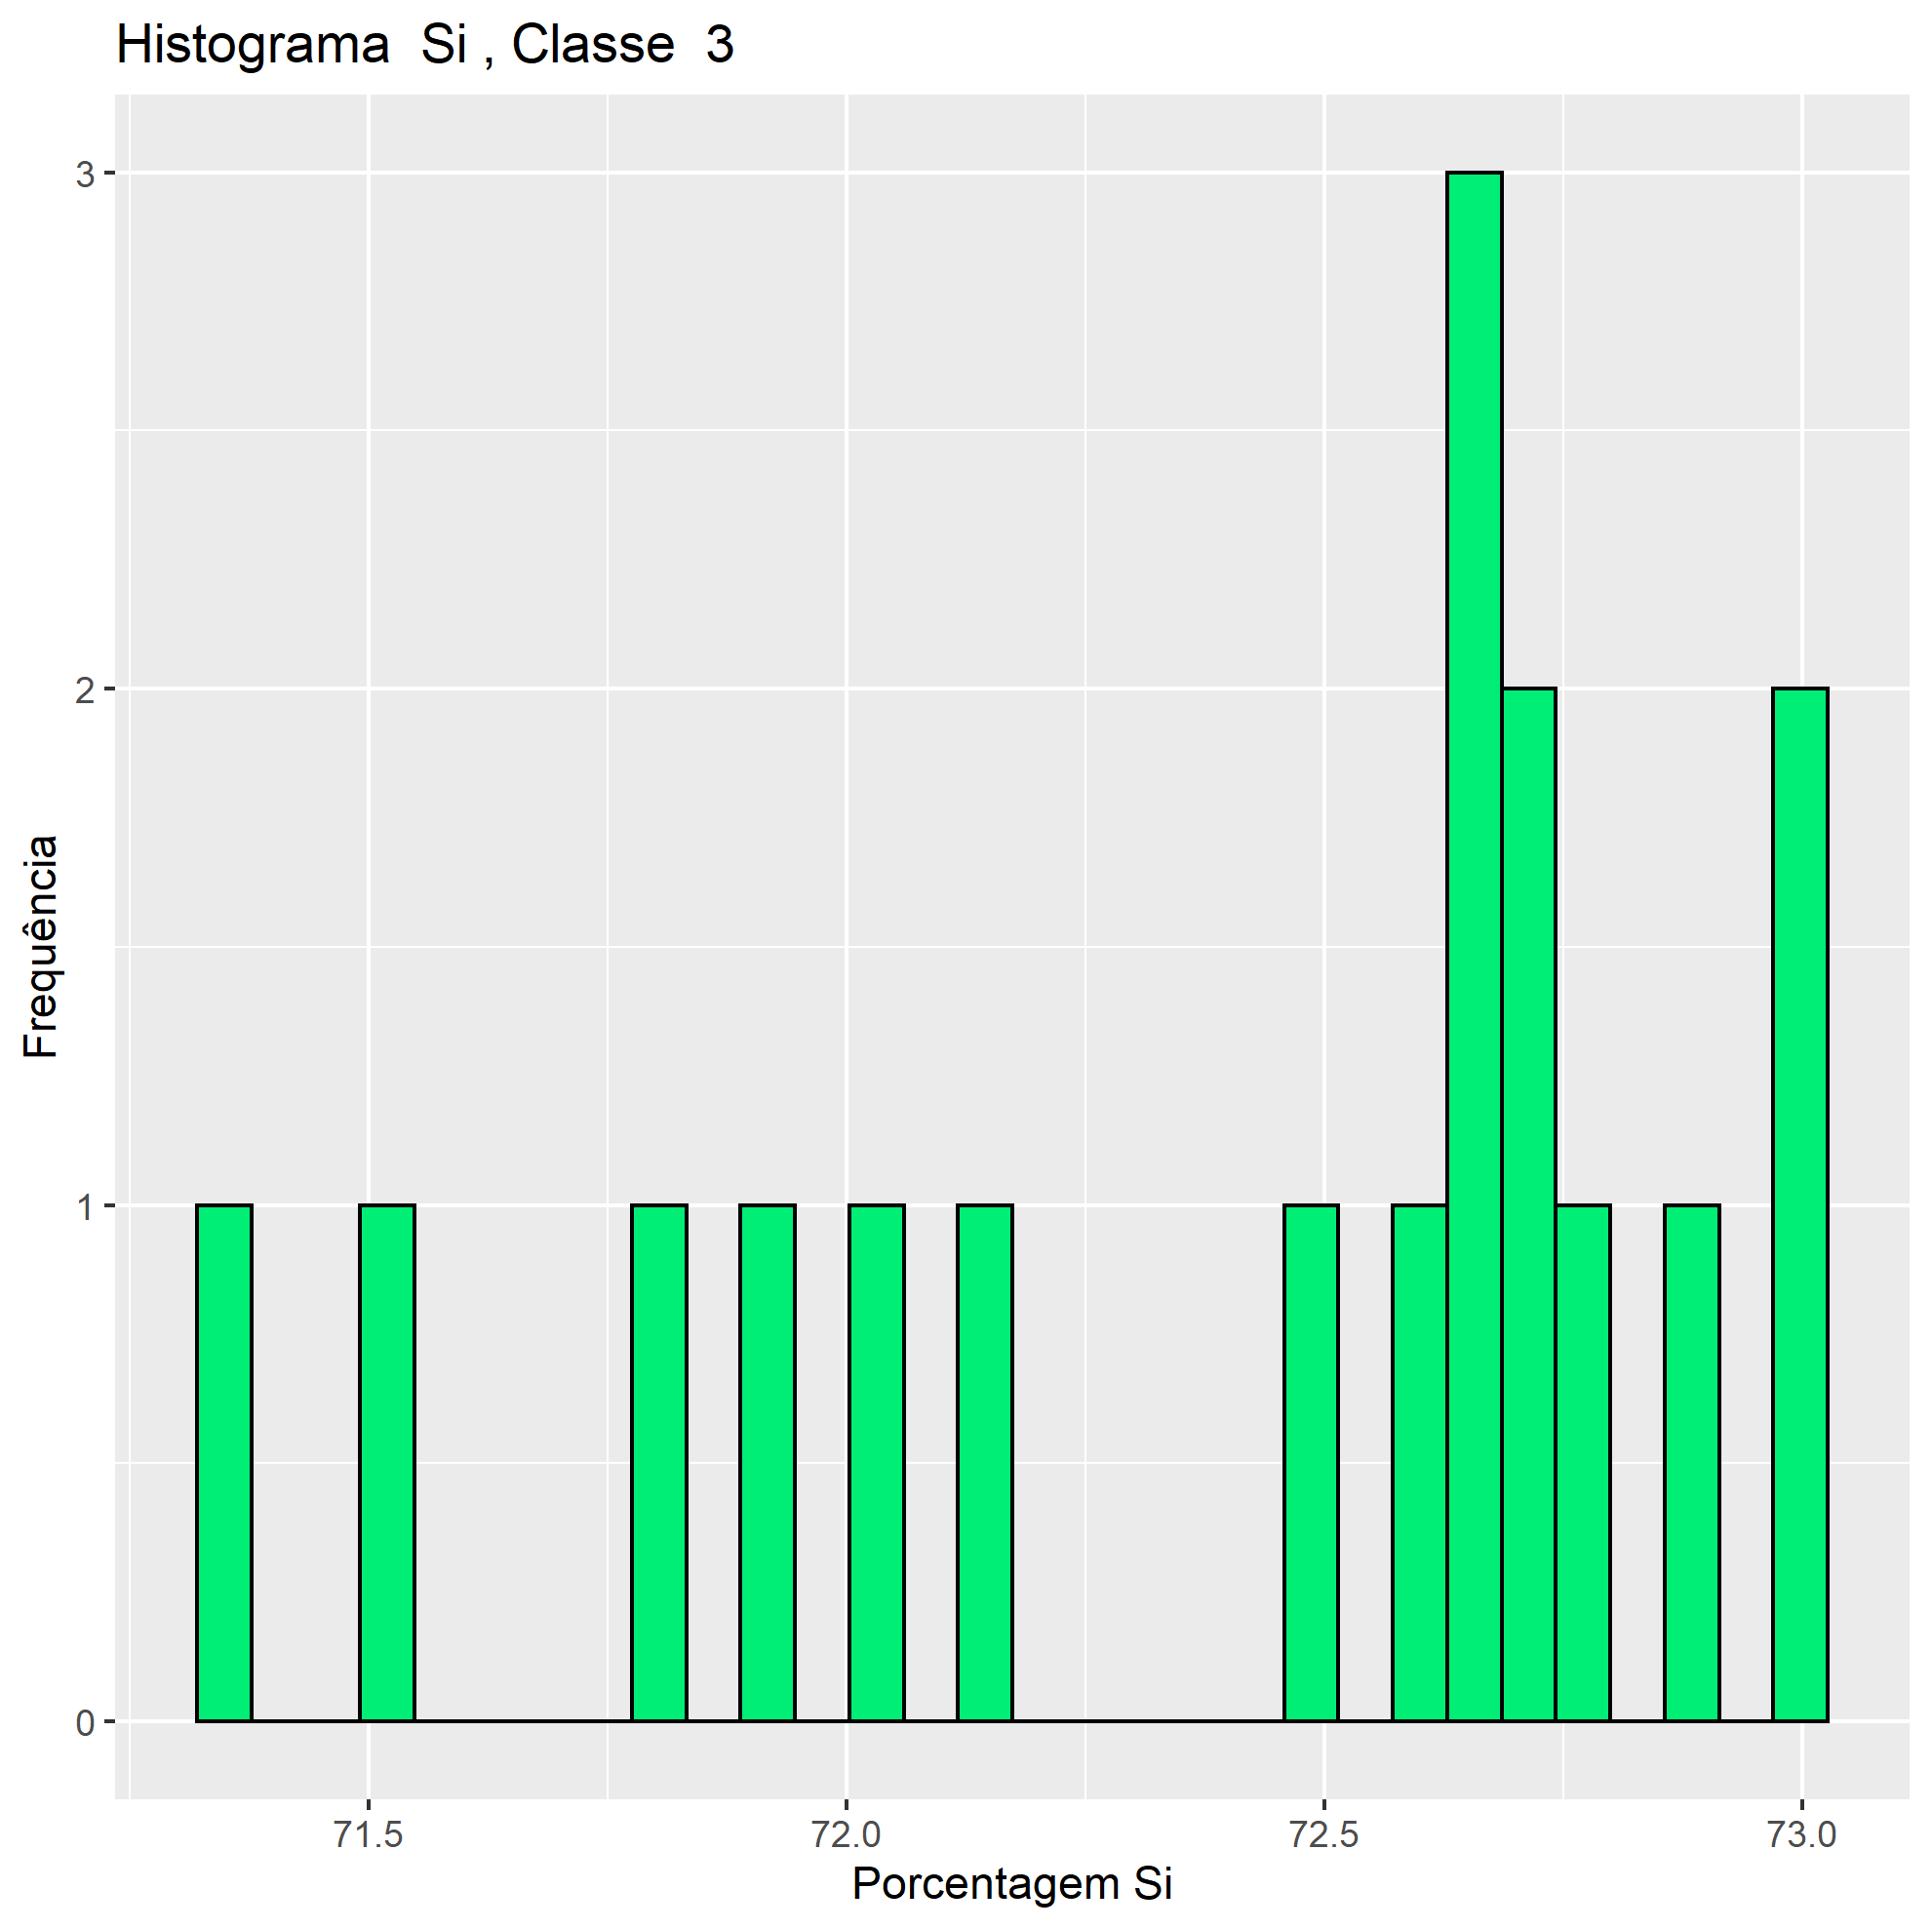 Histograma  Si , Classe  3
3
2
1
0
Frequência
71.5
72.0
72.5
73.0
Porcentagem Si